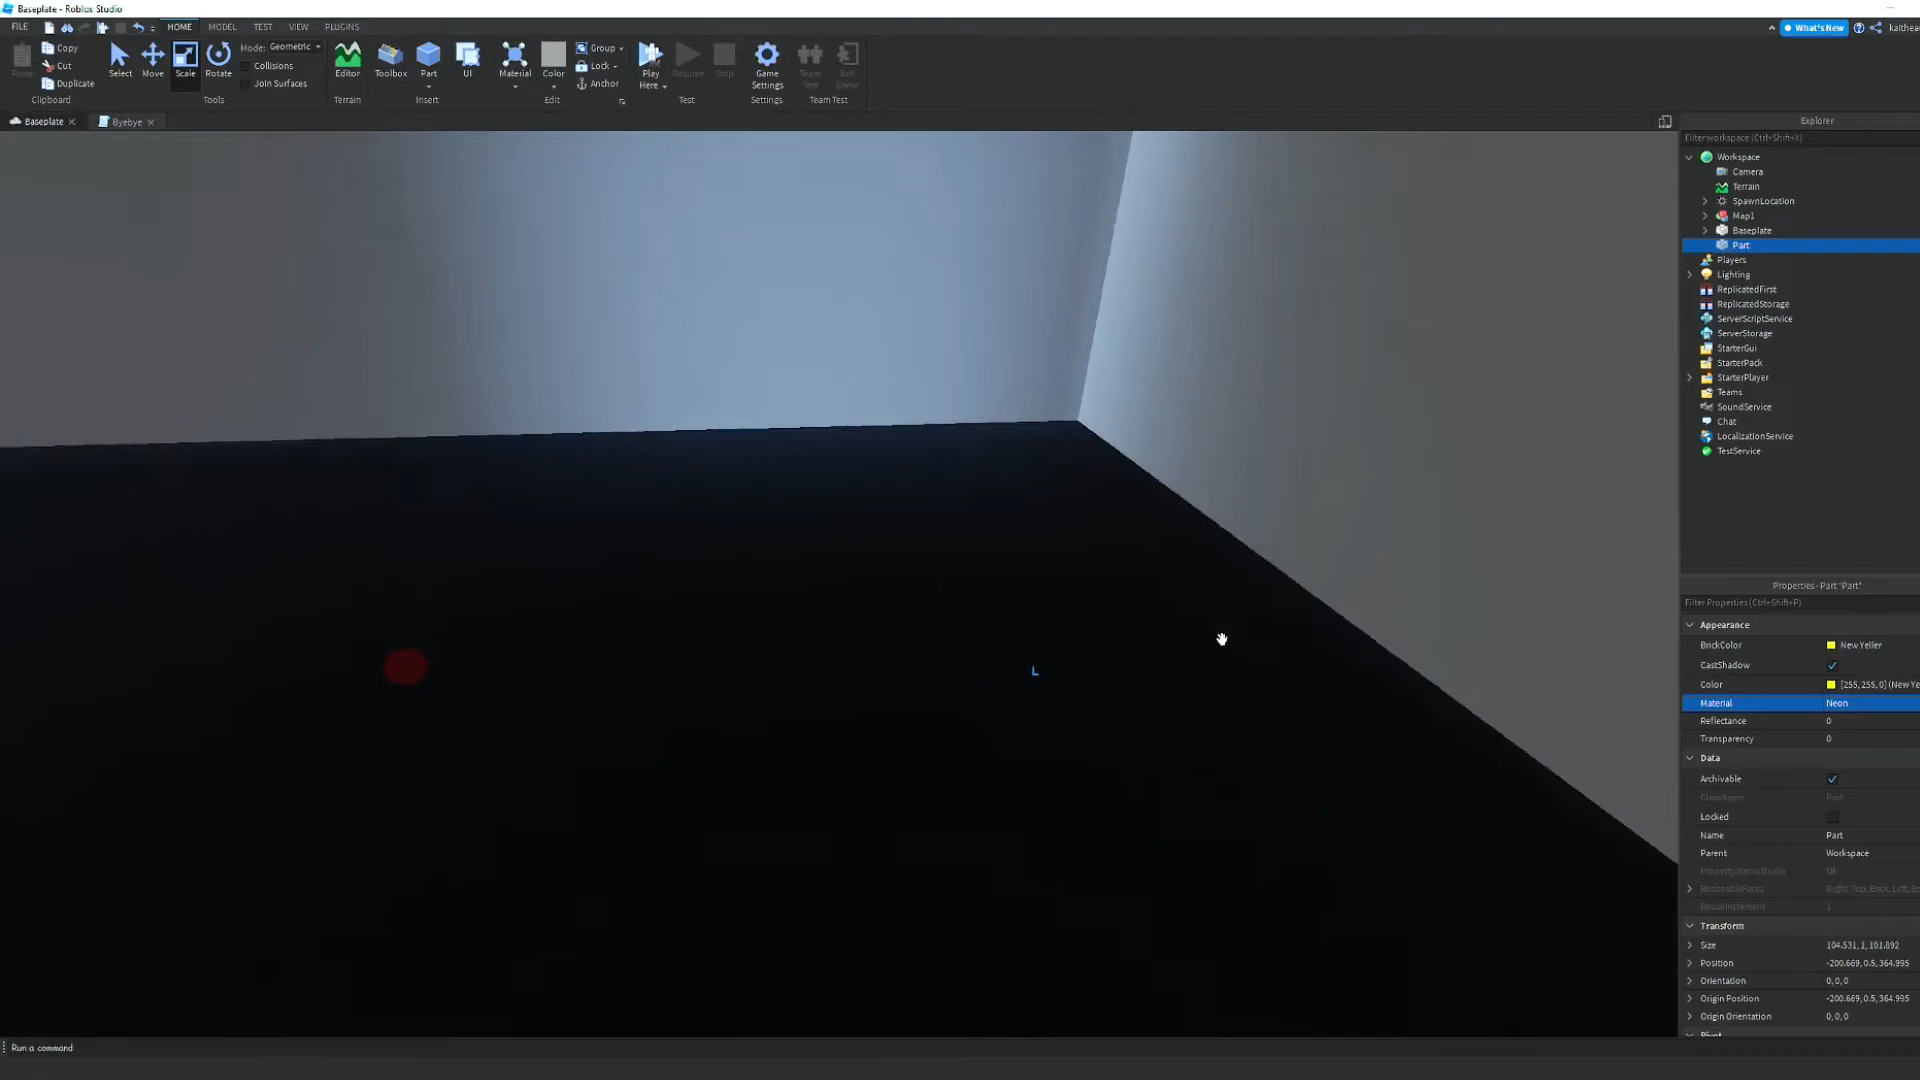 Baseplate - Roblox Studio
FILE HOME MODEL TEST VIEW PLUGINS What's New
Copy
Cut
Paste Duplicate
Clipboard
Select Move Scale Rotate
Mode: Geometric
Collisions
Join Surfaces
Tools
Editor
Terrain
Toolbox Part UI
Insert
Material Color
Group
Lock
Anchor
Edit
Play Here Resume Stop
Test
Game Settings
Settings
Team Test Exit Game
Team Test
Baseplate Byebye
Explorer
Filter workspace (Ctrl+Shift+X)
Workspace
Camera
Terrain
SpawnLocation
Map1
Baseplate
Part
Players
Lighting
ReplicatedFirst
ReplicatedStorage
ServerScriptService
ServerStorage
StarterGui
StarterPack
StarterPlayer
Teams
SoundService
Chat
LocalizationService
TestService
Properties - Part "Part"
Filter Properties (Ctrl+Shift+P)
Appearance
BrickColor New Yeller
CastShadow
Color [255, 255, 0] (New Ye
Material Neon
Reflectance 0
Transparency 0
Data
Archivable
ClassName Part
Locked
Name Part
Parent Workspace
PropertyStatusStudio Ok
ResizeableFaces Right, Top, Back, Left, Bo
ResizeIncrement 1
Transform
Size 104.531, 1, 101.892
Position -200.669, 0.5, 364.995
Orientation 0, 0, 0
Origin Position -200.669, 0.5, 364.995
Origin Orientation 0, 0, 0
Pivot
L
Run a command